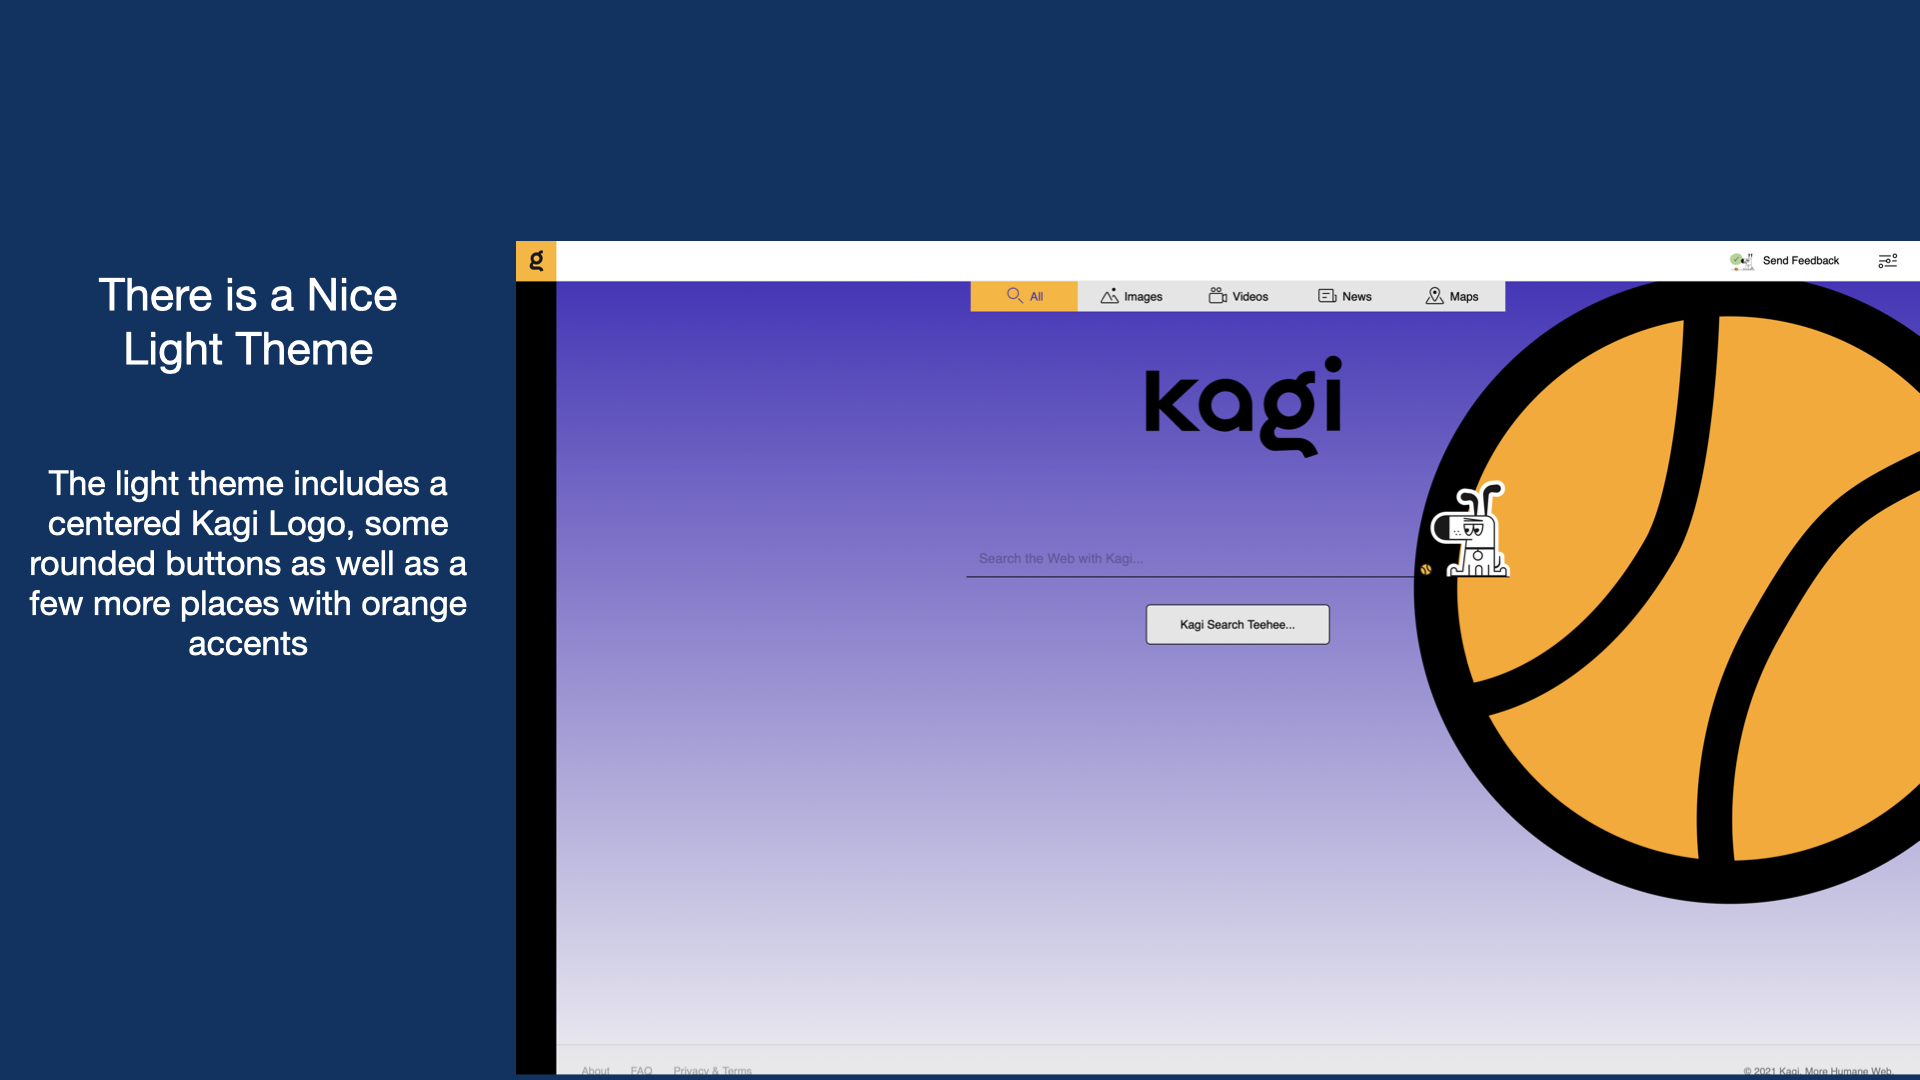 There is a Nice
Light Theme
The light theme includes a
centered Kagi Logo, some
rounded buttons as well as a
few more places with orange
accents
g
Send Feedback
All Images Videos News Maps
kagi
Search the Web with Kagi...
Kagi Search Teehee...
About FAQ Privacy & Terms
© 2021 Kagi. More Humane Web.